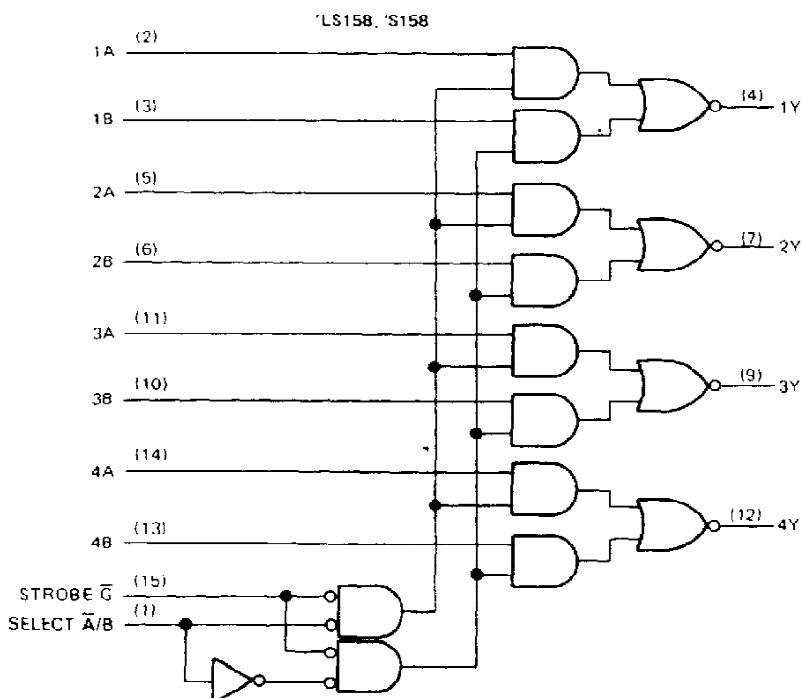 'LS158, 'S158
1A (2)
1B (3)
(4) 1Y
2A (5)
2B (6)
(7) 2Y
3A (11)
3B (10)
(9) 3Y
4A (14)
4B (13)
(12) 4Y
STROBE G̅ (15)
SELECT A̅/B (1)